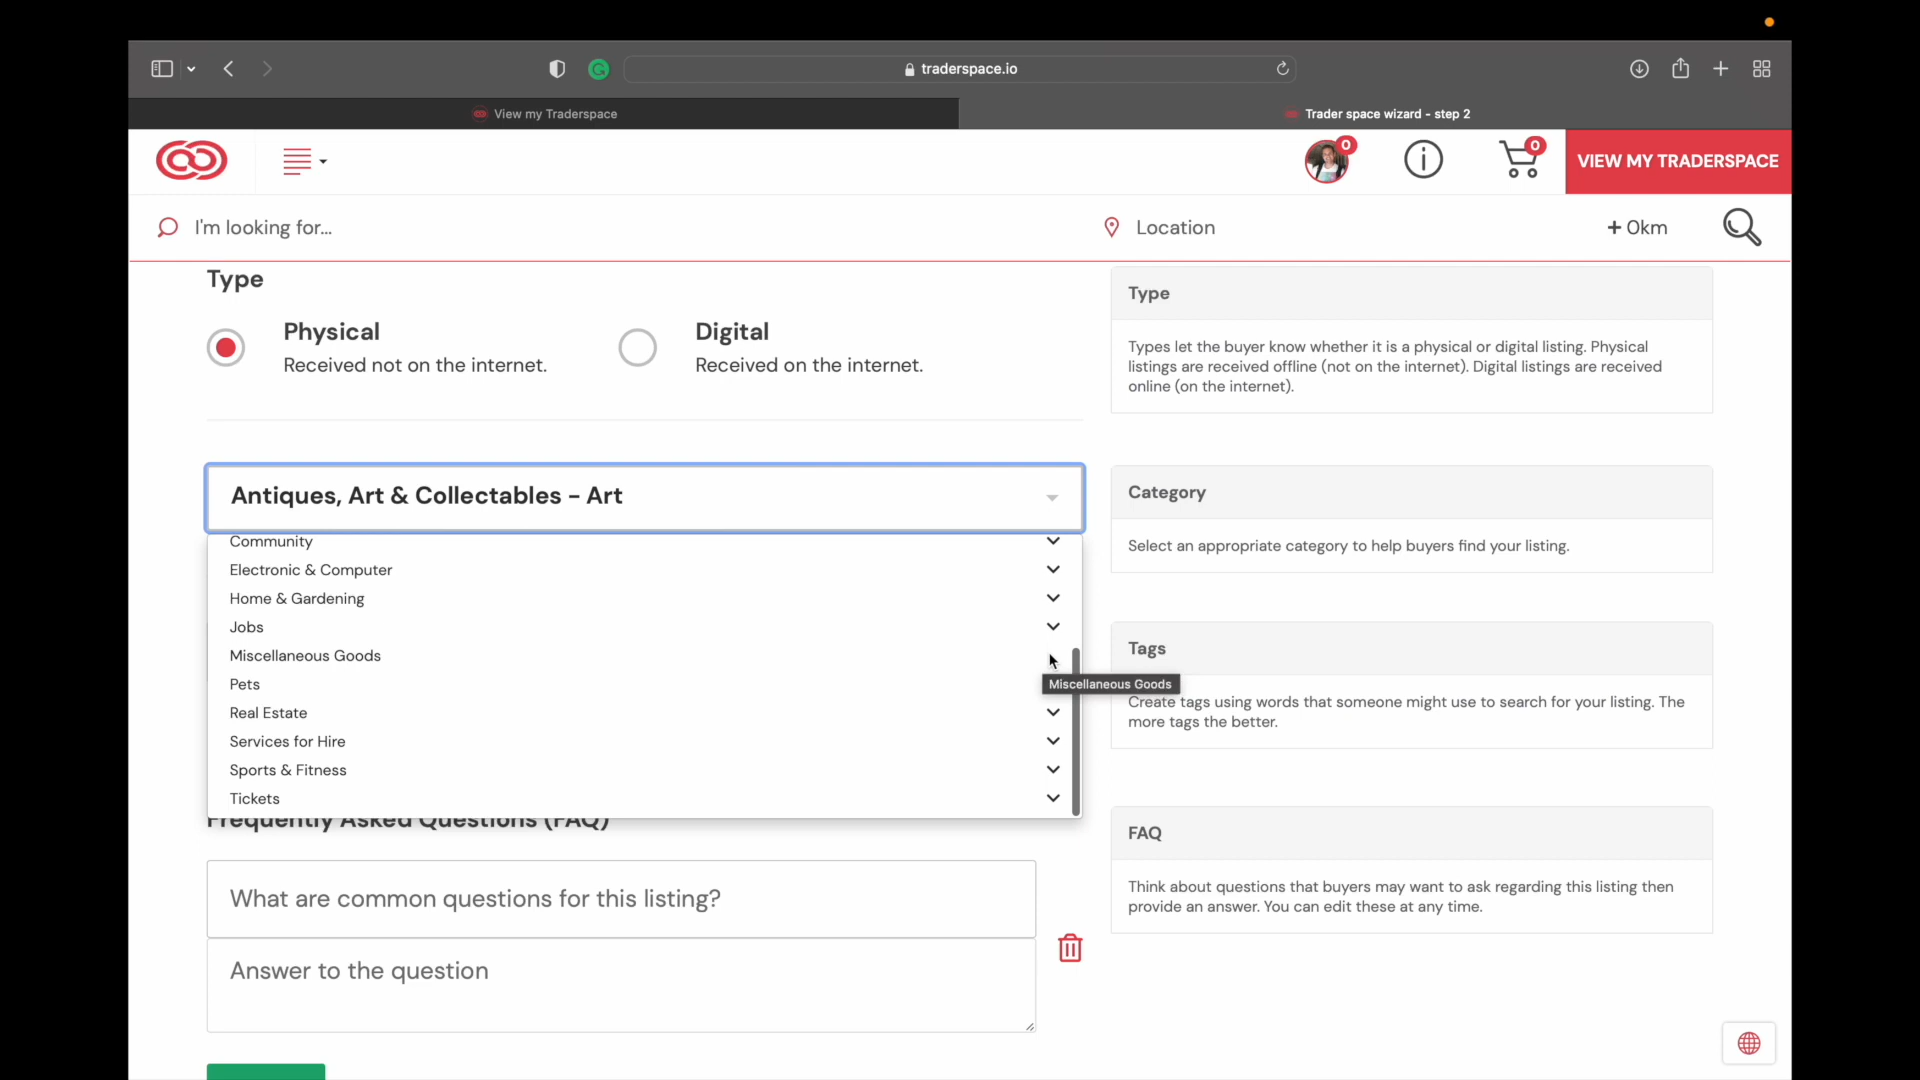 traderspace.io
View my Traderspace
Trader space wizard - step 2
0
0
VIEW MY TRADERSPACE
I'm looking for...
Location
+ 0km
Type
Physical
Received not on the internet.
Digital
Received on the internet.
Type
Types let the buyer know whether it is a physical or digital listing. Physical
listings are received offline (not on the internet). Digital listings are received
online (on the internet).
Antiques, Art & Collectables - Art
Community
Electronic & Computer
Home & Gardening
Jobs
Miscellaneous Goods
Pets
Real Estate
Services for Hire
Sports & Fitness
Tickets
Miscellaneous Goods
Category
Select an appropriate category to help buyers find your listing.
Tags
Create tags using words that someone might use to search for your listing. The
more tags the better.
Frequently Asked Questions (FAQ)
What are common questions for this listing?
Answer to the question
FAQ
Think about questions that buyers may want to ask regarding this listing then
provide an answer. You can edit these at any time.